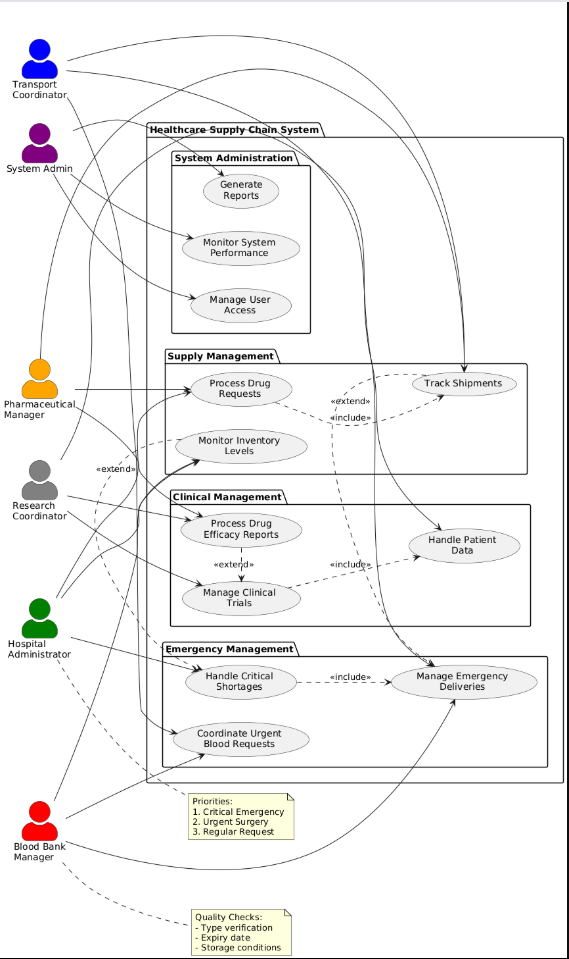 Transport
Coordinator
System Admin
Healthcare Supply Chain System
System Administration
Generate
Reports
Monitor System
Performance
Manage User
Access
Pharmaceutical
Manager
Supply Management
Process Drug
Requests
Track Shipments
«extend»
«include»
Monitor Inventory
Levels
«extend»
Research
Coordinator
Clinical Management
Process Drug
Efficacy Reports
Handle Patient
Data
«extend»
«include»
Manage Clinical
Trials
Hospital
Administrator
Emergency Management
Handle Critical
Shortages
«include»
Manage Emergency
Deliveries
Coordinate Urgent
Blood Requests
Priorities:
1. Critical Emergency
2. Urgent Surgery
3. Regular Request
Blood Bank
Manager
Quality Checks:
- Type verification
- Expiry date
- Storage conditions